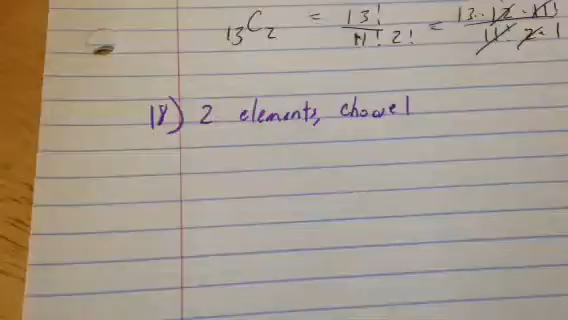 ₁₃C₂ = 13!/11! 2! = 13·12·11!/11! 2·1
18) 2 elements, choose 1